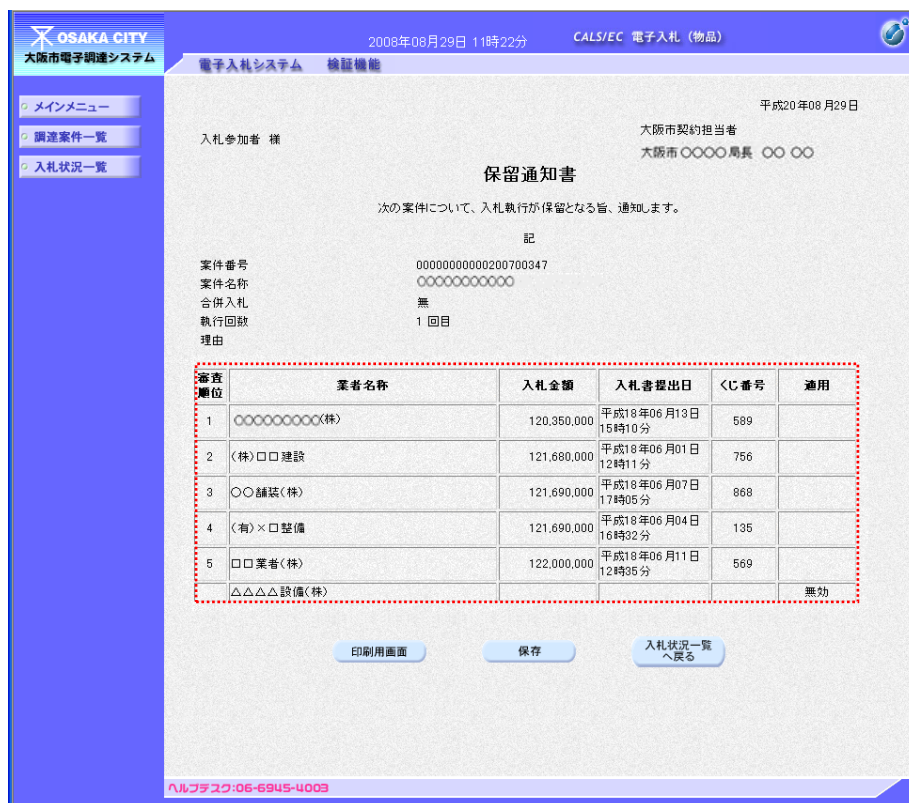 OSAKA CITY
大阪市電子調達システム
2008年08月29日 11時22分
CALS/EC 電子入札（物品）
電子入札システム 検証機能
メインメニュー
調達案件一覧
入札状況一覧
平成20年08月29日
入札参加者 様
大阪市契約担当者
大阪市○○○○局長 ○○ ○○
保留通知書
次の案件について、入札執行が保留となる旨、通知します。
記
案件番号 00000000000200700347
案件名称 ○○○○○○○○○○○
合併入札 無
執行回数 1 回目
理由
審査順位 業者名称 入札金額 入札書提出日 くじ番号 適用
1 ○○○○○○○○○(株) 120,350,000 平成18年06月13日 15時10分 589
2 (株)□□建設 121,680,000 平成18年06月01日 12時11分 756
3 ○○舗装(株) 121,690,000 平成18年06月07日 17時05分 868
4 (有)×□整備 121,690,000 平成18年06月04日 16時32分 135
5 □□業者(株) 122,000,000 平成18年06月11日 12時35分 569
△△△△設備(株) 無効
印刷用画面
保存
入札状況一覧
へ戻る
ヘルプデスク:06-6945-4003